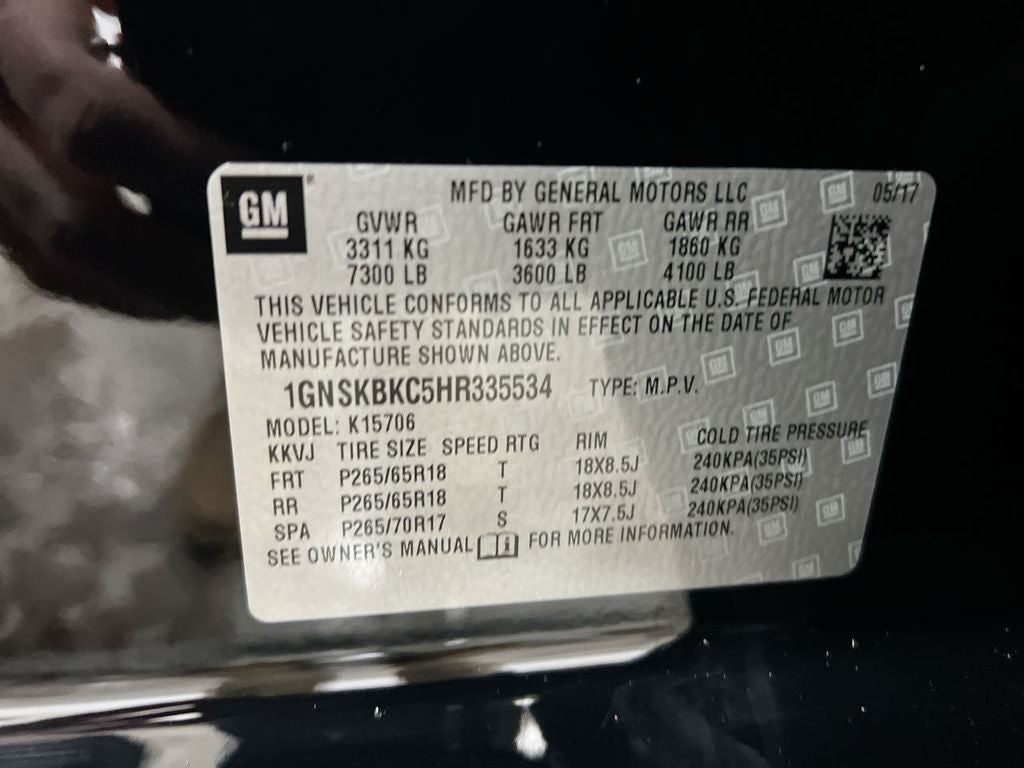 GM
MFD BY GENERAL MOTORS LLC 05/17
GVWR GAWR FRT GAWR RR
3311 KG 1633 KG 1860 KG
7300 LB 3600 LB 4100 LB
THIS VEHICLE CONFORMS TO ALL APPLICABLE U.S. FEDERAL MOTOR
VEHICLE SAFETY STANDARDS IN EFFECT ON THE DATE OF
MANUFACTURE SHOWN ABOVE.
1GNSKBKC5HR335534 TYPE: M.P.V.
MODEL: K15706
KKVJ TIRE SIZE SPEED RTG RIM COLD TIRE PRESSURE
FRT P265/65R18 T 18X8.5J 240KPA(35PSI)
RR P265/65R18 T 18X8.5J 240KPA(35PSI)
SPA P265/70R17 S 17X7.5J 240KPA(35PSI)
SEE OWNER'S MANUAL FOR MORE INFORMATION.